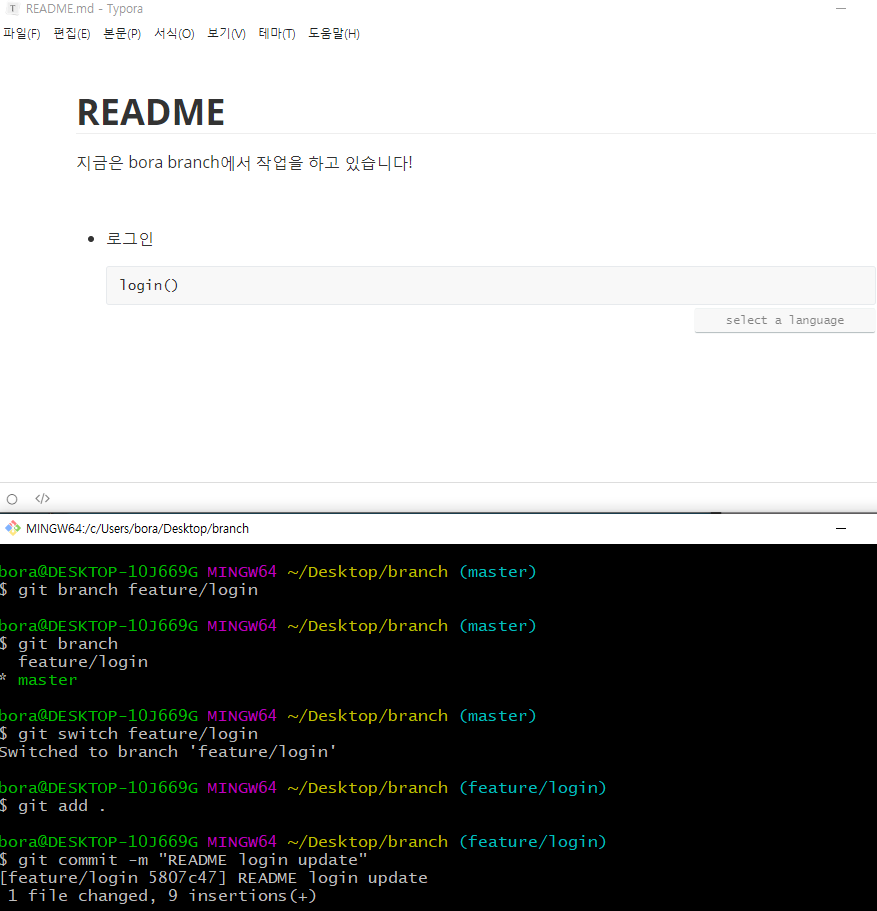 README.md - Typora
파일(F) 편집(E) 본문(P) 서식(O) 보기(V) 테마(T) 도움말(H)
README
지금은 bora branch에서 작업을 하고 있습니다!
로그인
login()
select a language
</>
MINGW64:/c/Users/bora/Desktop/branch
bora@DESKTOP-1OJ669G MINGW64 ~/Desktop/branch (master)
$ git branch feature/login
bora@DESKTOP-1OJ669G MINGW64 ~/Desktop/branch (master)
$ git branch
feature/login
* master
bora@DESKTOP-1OJ669G MINGW64 ~/Desktop/branch (master)
$ git switch feature/login
Switched to branch 'feature/login'
bora@DESKTOP-1OJ669G MINGW64 ~/Desktop/branch (feature/login)
$ git add .
bora@DESKTOP-1OJ669G MINGW64 ~/Desktop/branch (feature/login)
$ git commit -m "README login update"
[feature/login 5807c47] README login update
1 file changed, 9 insertions(+)